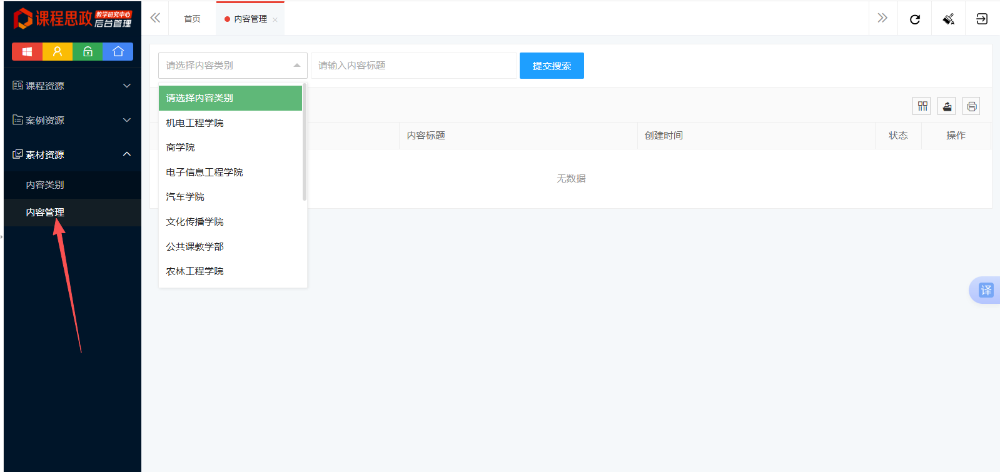 课程思政 教学研究中心
后台管理
首页
内容管理
课程资源
案例资源
素材资源
内容类别
内容管理
请选择内容类别
请输入内容标题
提交搜索
请选择内容类别
机电工程学院
商学院
电子信息工程学院
汽车学院
文化传播学院
公共课教学部
农林工程学院
内容标题
创建时间
状态
操作
无数据
译